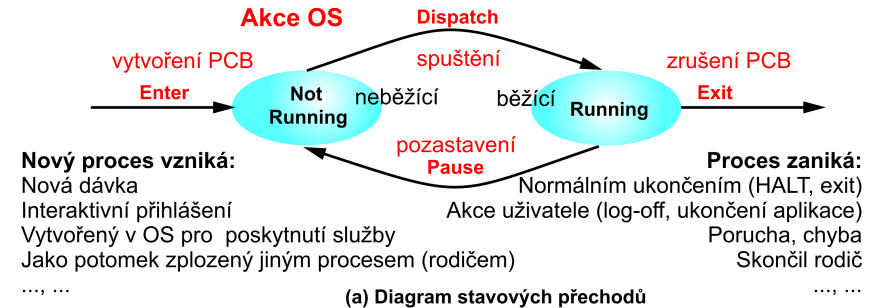 Akce OS
Dispatch
spuštění
vytvoření PCB
zrušení PCB
Enter
Not
Running
neběžící
běžící
Running
Exit
pozastavení
Pause
Nový proces vzniká:
Nová dávka
Interaktivní přihlášení
Vytvořený v OS pro poskytnutí služby
Jako potomek zplozený jiným procesem (rodičem)
..., ...
Proces zaniká:
Normálním ukončením (HALT, exit)
Akce uživatele (log-off, ukončení aplikace)
Porucha, chyba
Skončil rodič
..., ...
(a) Diagram stavových přechodů